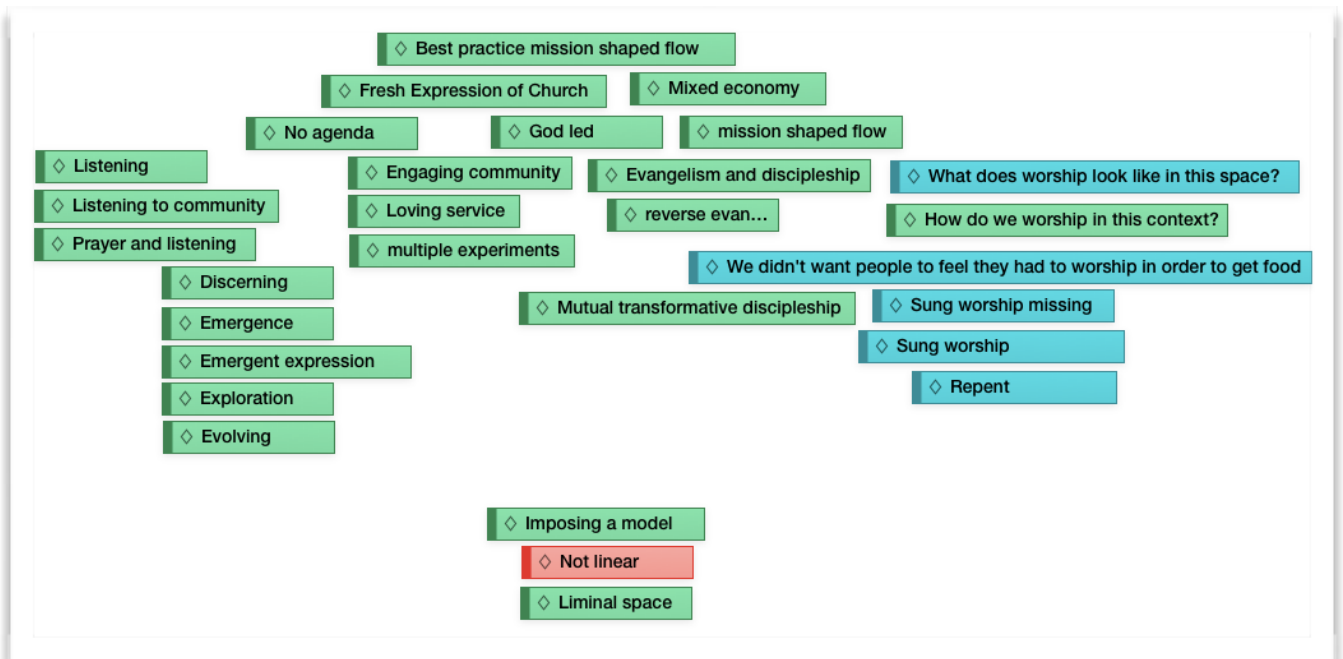 Best practice mission shaped flow
Fresh Expression of Church
Mixed economy
No agenda
God led
mission shaped flow
Listening
Engaging community
Evangelism and discipleship
What does worship look like in this space?
Listening to community
Loving service
reverse evan...
How do we worship in this context?
Prayer and listening
multiple experiments
We didn't want people to feel they had to worship in order to get food
Discerning
Mutual transformative discipleship
Sung worship missing
Emergence
Sung worship
Emergent expression
Repent
Exploration
Evolving
Imposing a model
Not linear
Liminal space